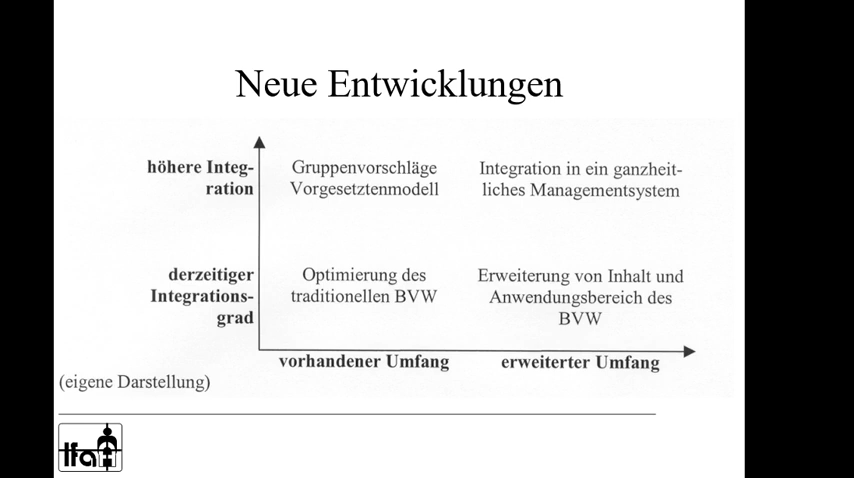 Neue Entwicklungen
höhere Integ-
ration
Gruppenvorschläge
Vorgesetztenmodell
Integration in ein ganzheit-
liches Managementsystem
derzeitiger
Integrations-
grad
Optimierung des
traditionellen BVW
Erweiterung von Inhalt und
Anwendungsbereich des
BVW
vorhandener Umfang
erweiterter Umfang
(eigene Darstellung)
Ifa